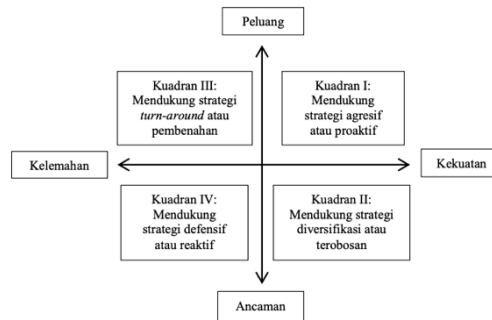 Peluang
Kuadran III:
Mendukung strategi
turn-around atau
pembenahan
Kuadran I:
Mendukung
strategi agresif
atau proaktif
Kelemahan
Kekuatan
Kuadran IV:
Mendukung
strategi defensif
atau reaktif
Kuadran II:
Mendukung strategi
diversifikasi atau
terobosan
Ancaman